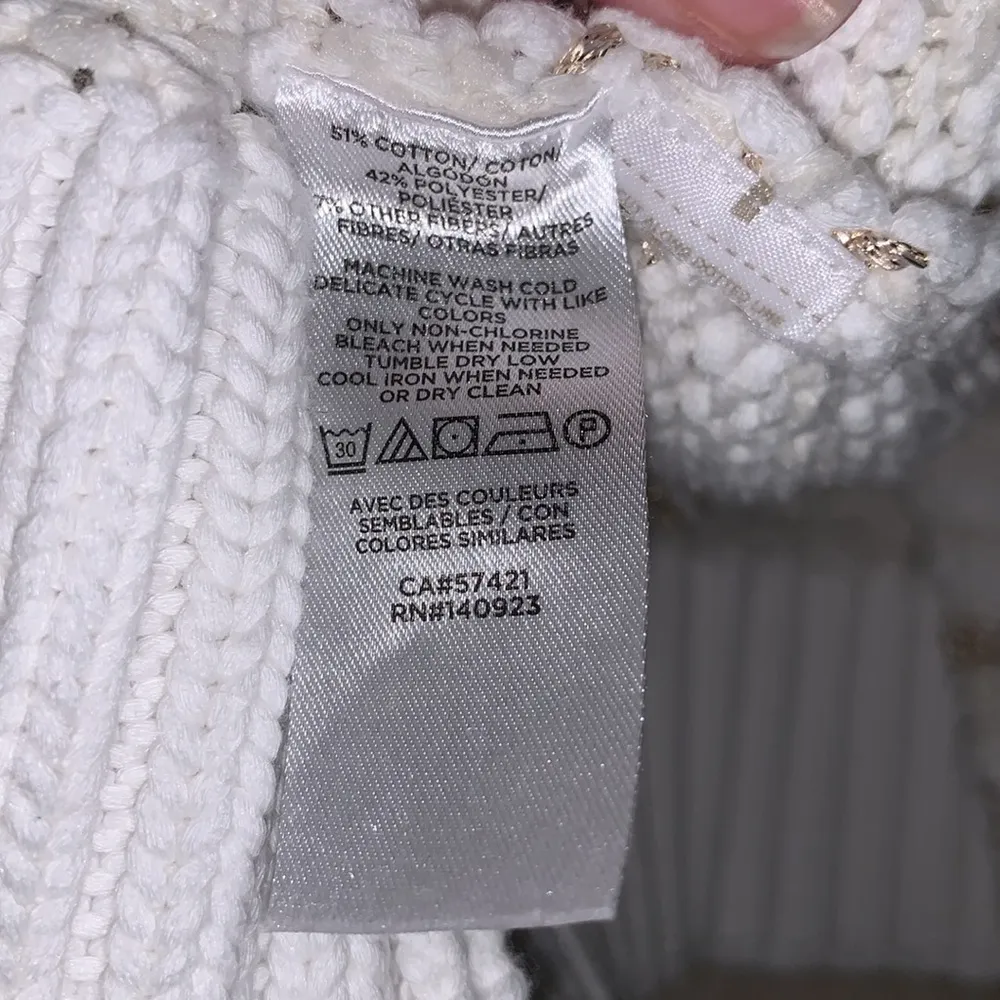 51% COTTON/ COTON/
ALGODÓN
42% POLYESTER/
POLIÉSTER
7% OTHER FIBERS/ AUTRES
FIBRES/ OTRAS FIBRAS
MACHINE WASH COLD
DELICATE CYCLE WITH LIKE
COLORS
ONLY NON-CHLORINE
BLEACH WHEN NEEDED
TUMBLE DRY LOW
COOL IRON WHEN NEEDED
OR DRY CLEAN
30 P
AVEC DES COULEURS
SEMBLABLES / CON
COLORES SIMILARES
CA#57421
RN#140923
DOTTED LINE